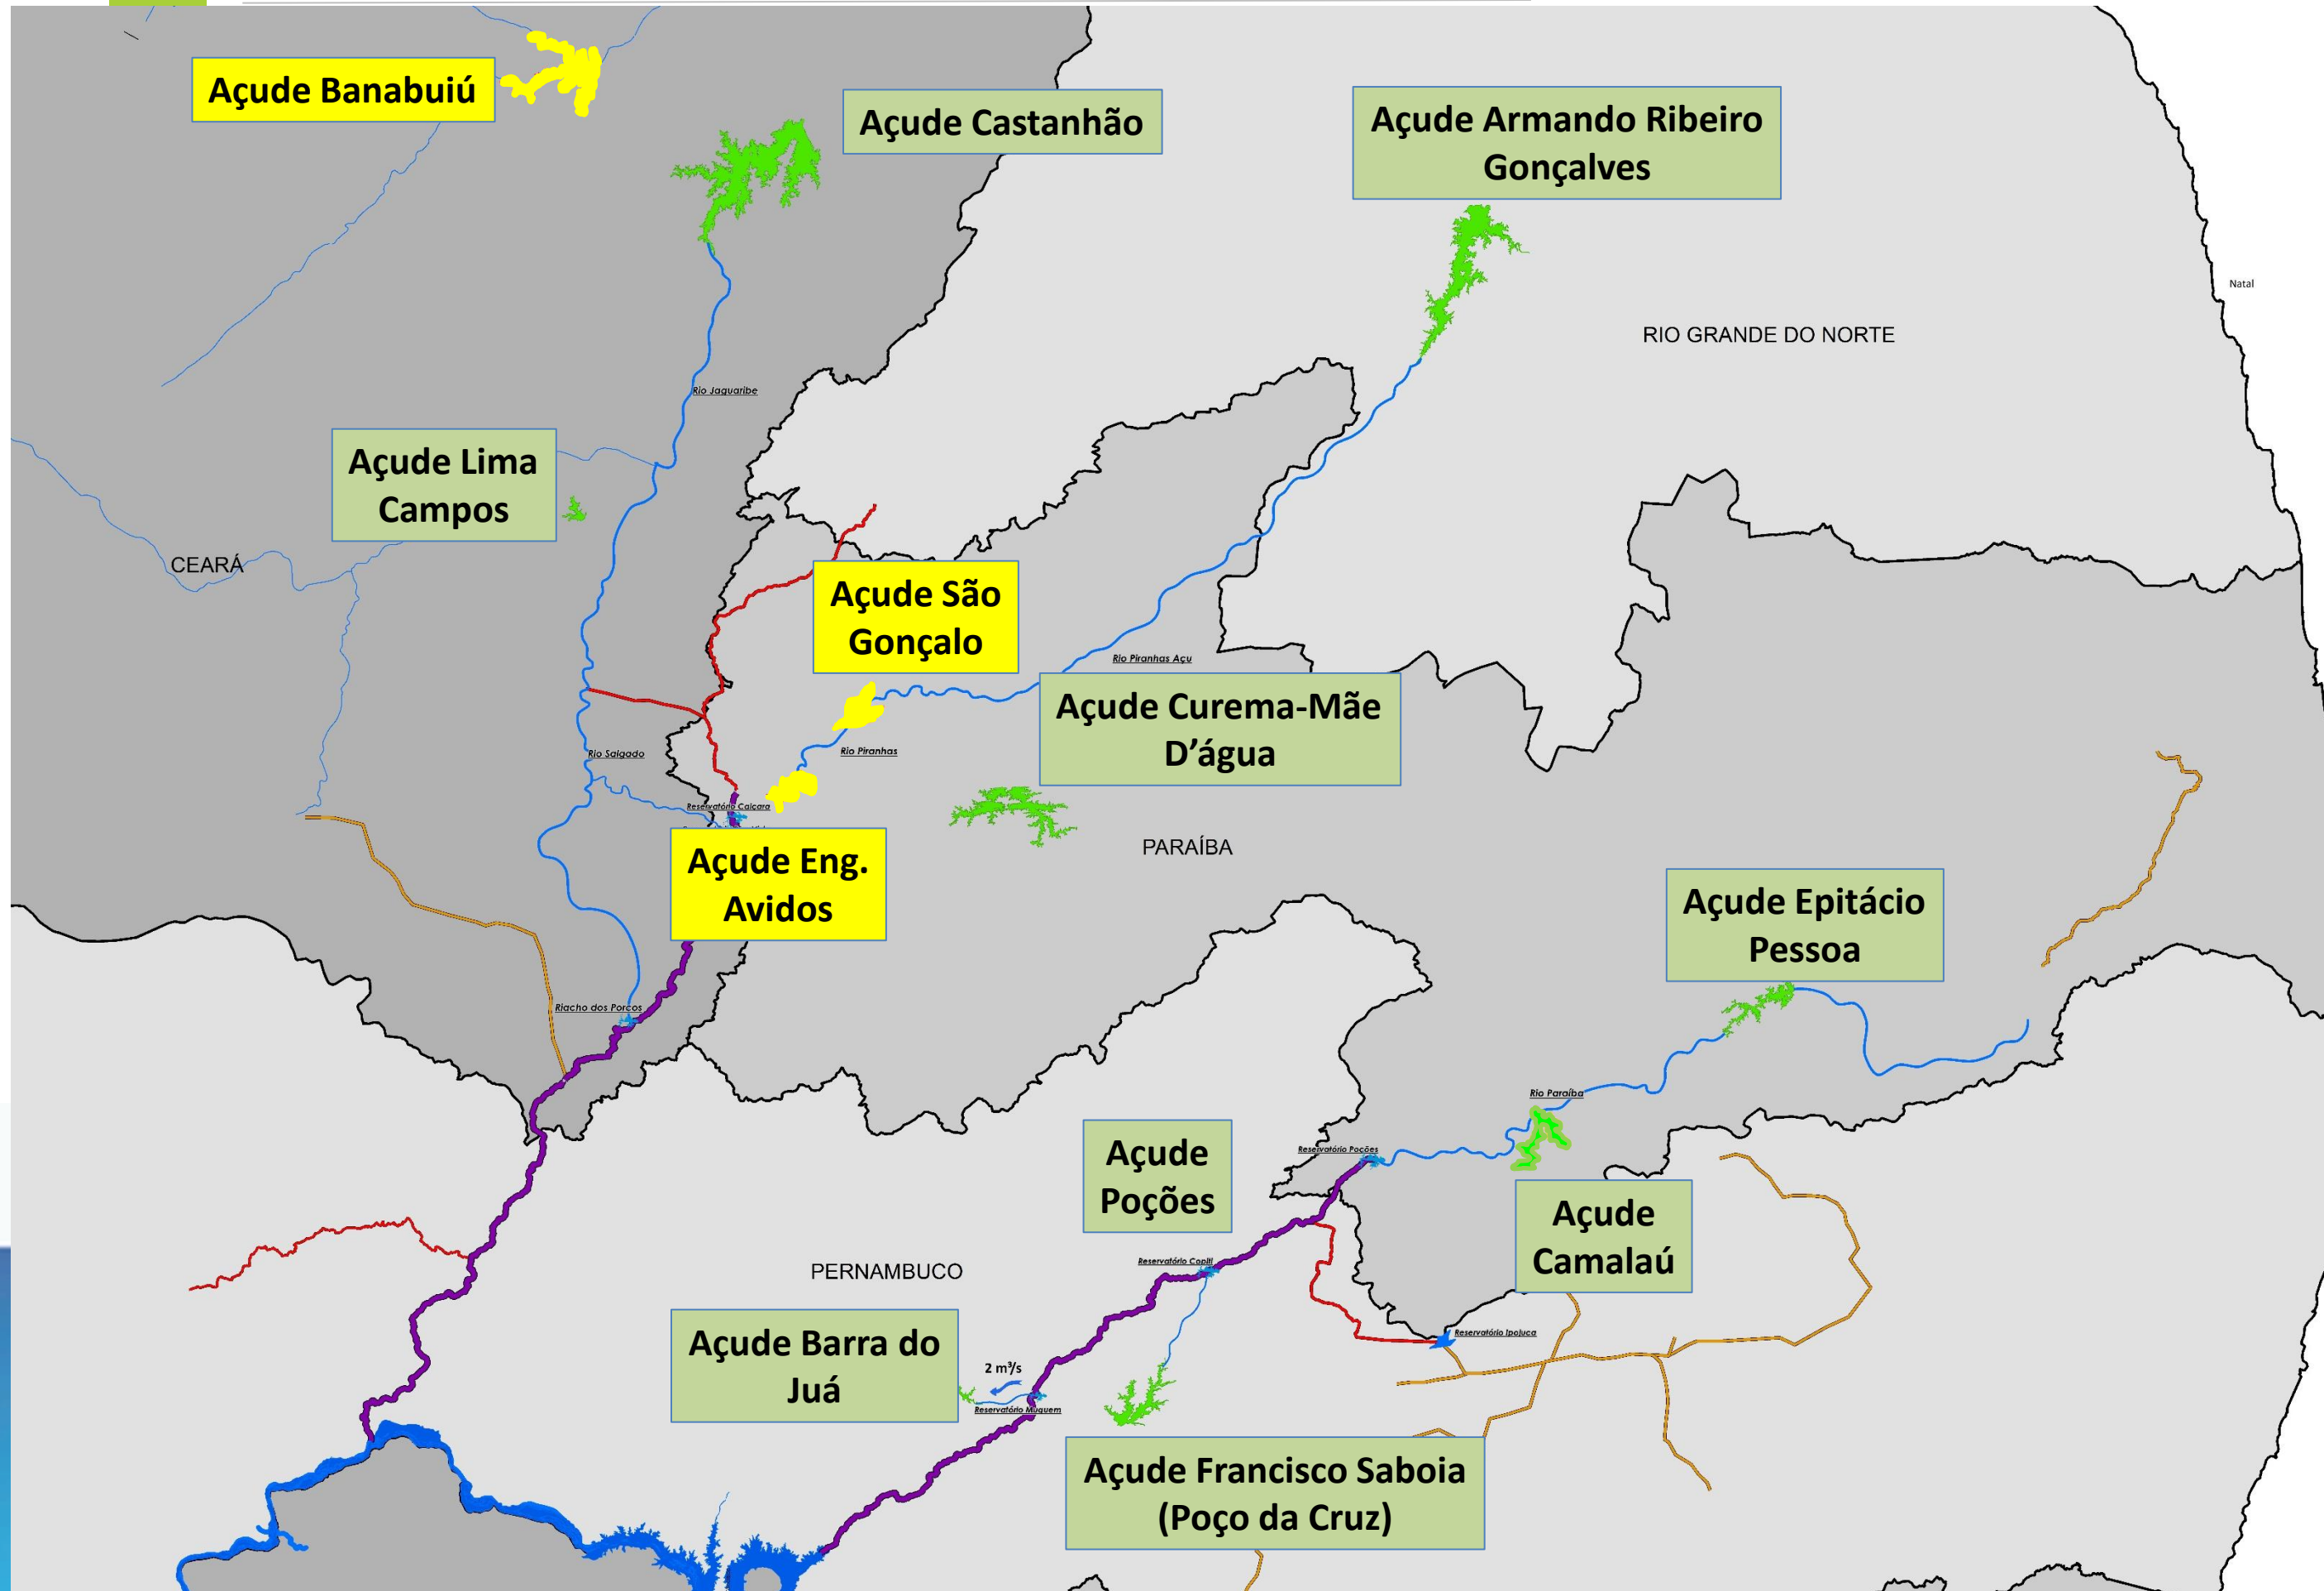 Açude Banabuiú
Açude Castanhão
Açude Armando Ribeiro
Gonçalves
Natal
RIO GRANDE DO NORTE
Rio Jaguaribe
Açude Lima
Campos
CEARÁ
Açude São
Gonçalo
Rio Piranhas Açu
Açude Curema-Mãe
D’água
Rio Salgado
Rio Piranhas
Reservatório Caiçara
PARAÍBA
Açude Eng.
Avidos
Açude Epitácio
Pessoa
Riacho dos Porcos
Rio Paraíba
Açude
Poções
Reservatório Poções
Açude
Camalaú
Reservatório Copiti
PERNAMBUCO
Açude Barra do
Juá
2 m³/s
Reservatório Muquem
Reservatório Ipojuca
Açude Francisco Saboia
(Poço da Cruz)